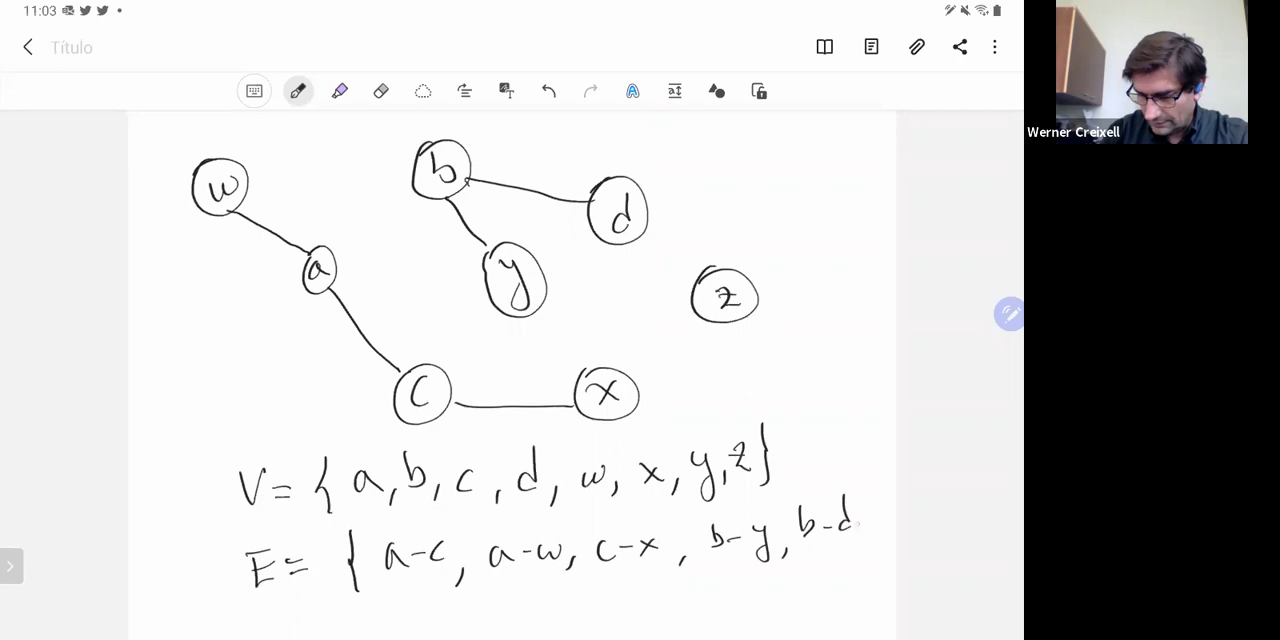 11:03
Título
Werner Creixell
w
b
d
a
y
z
c
x
V = { a, b, c, d, w, x, y, z }
E = { a-c, a-w, c-x, b-y, b-d